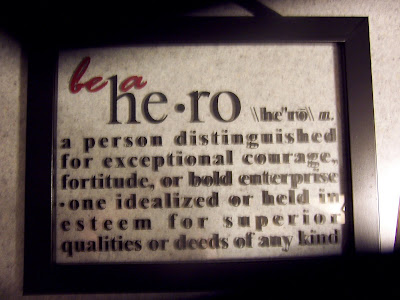 be a
he•ro \he"rō\ n.
a person distinguished
for exceptional courage,
fortitude, or bold enterprise
•one idealized or held in
esteem for superior
qualities or deeds of any kind